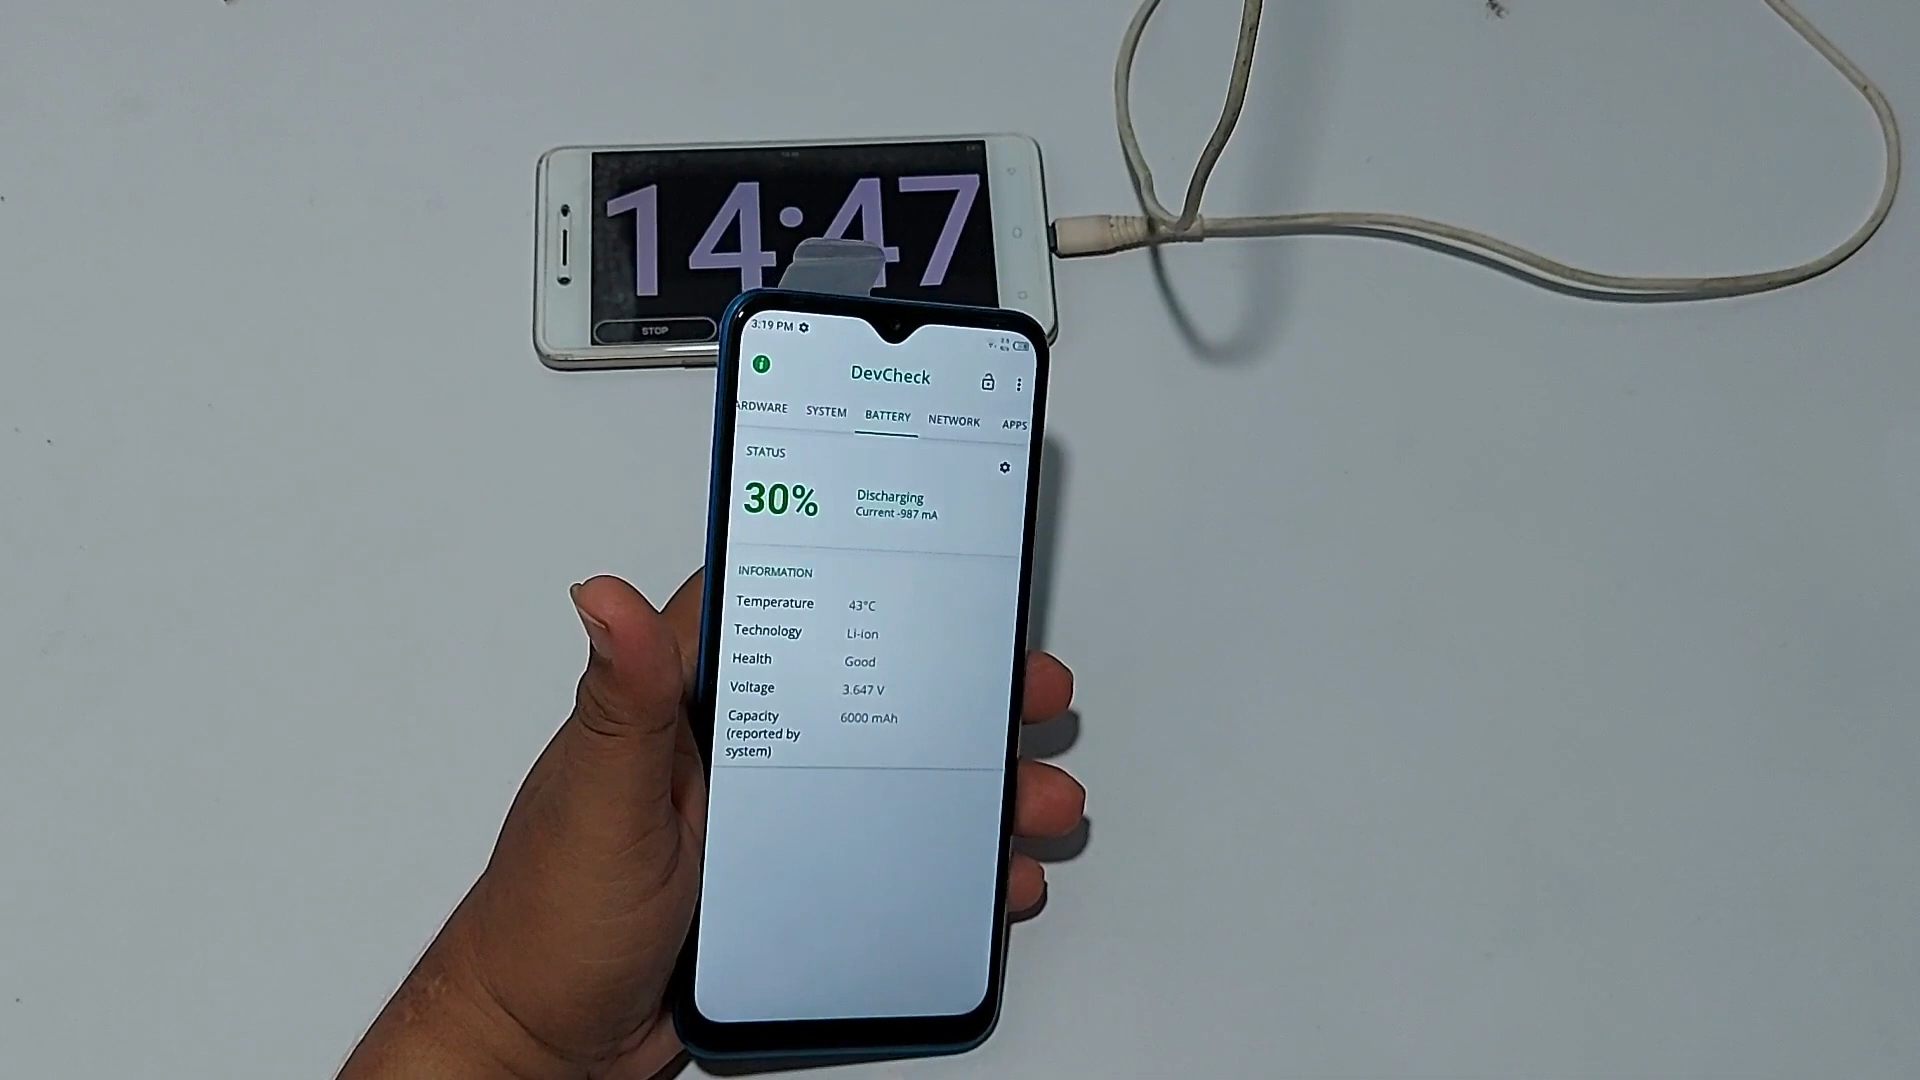 14:47
STOP
3:19 PM
DevCheck
ARDWARE SYSTEM BATTERY NETWORK APPS
STATUS
30%
Discharging
Current -987 mA
INFORMATION
Temperature 43°C
Technology Li-ion
Health Good
Voltage 3.647 V
Capacity (reported by system) 6000 mAh